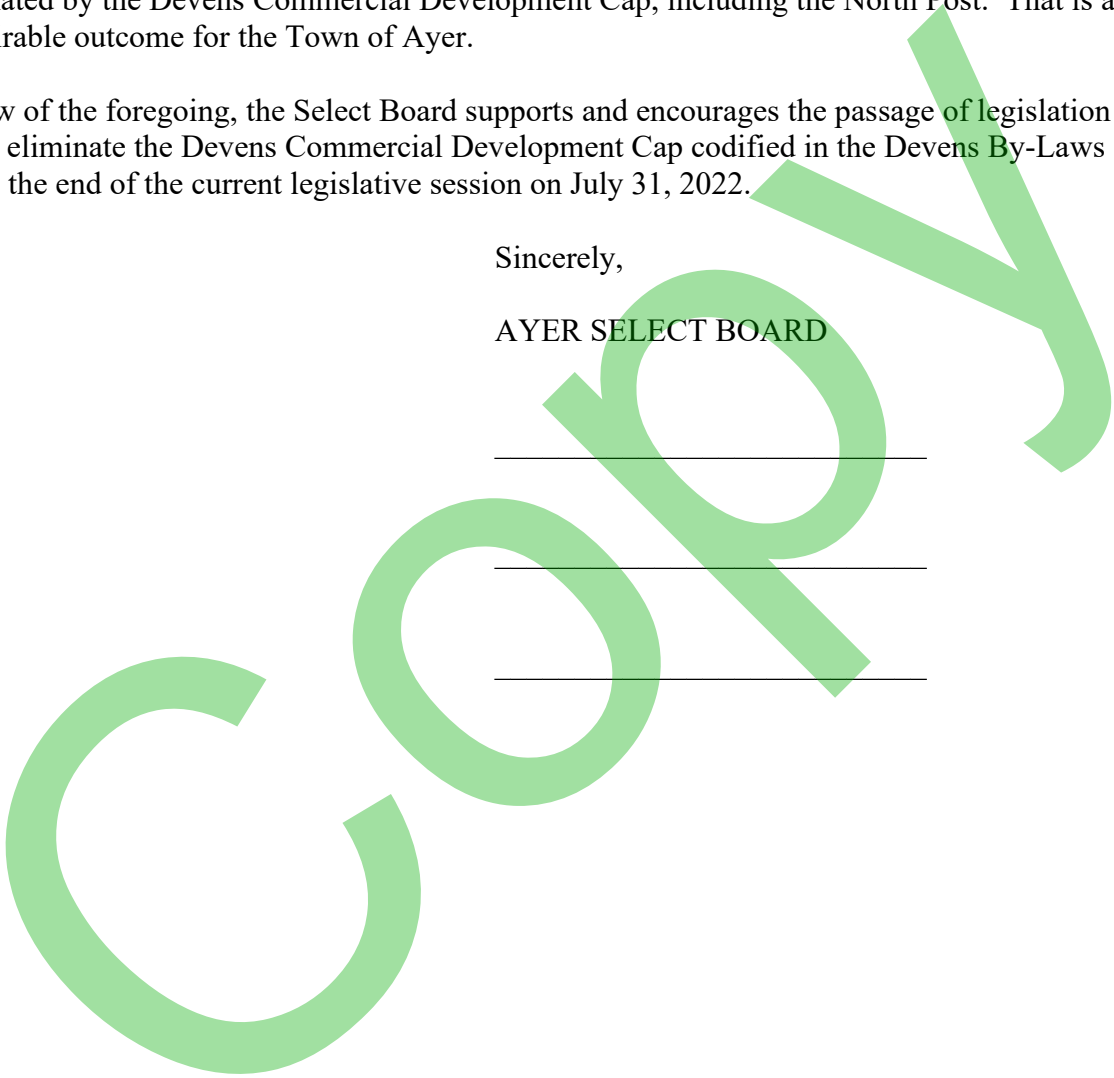 by the Devens Commercial Development Cap, including the North Post. That is a
outcome for the Town of Ayer.
of the foregoing, the Select Board supports and encourages the passage of legislation
eliminate the Devens Commercial Development Cap codified in the Devens By-Laws
the end of the current legislative session on July 31, 2022.
Sincerely,
AYER SELECT BOARD
Copy